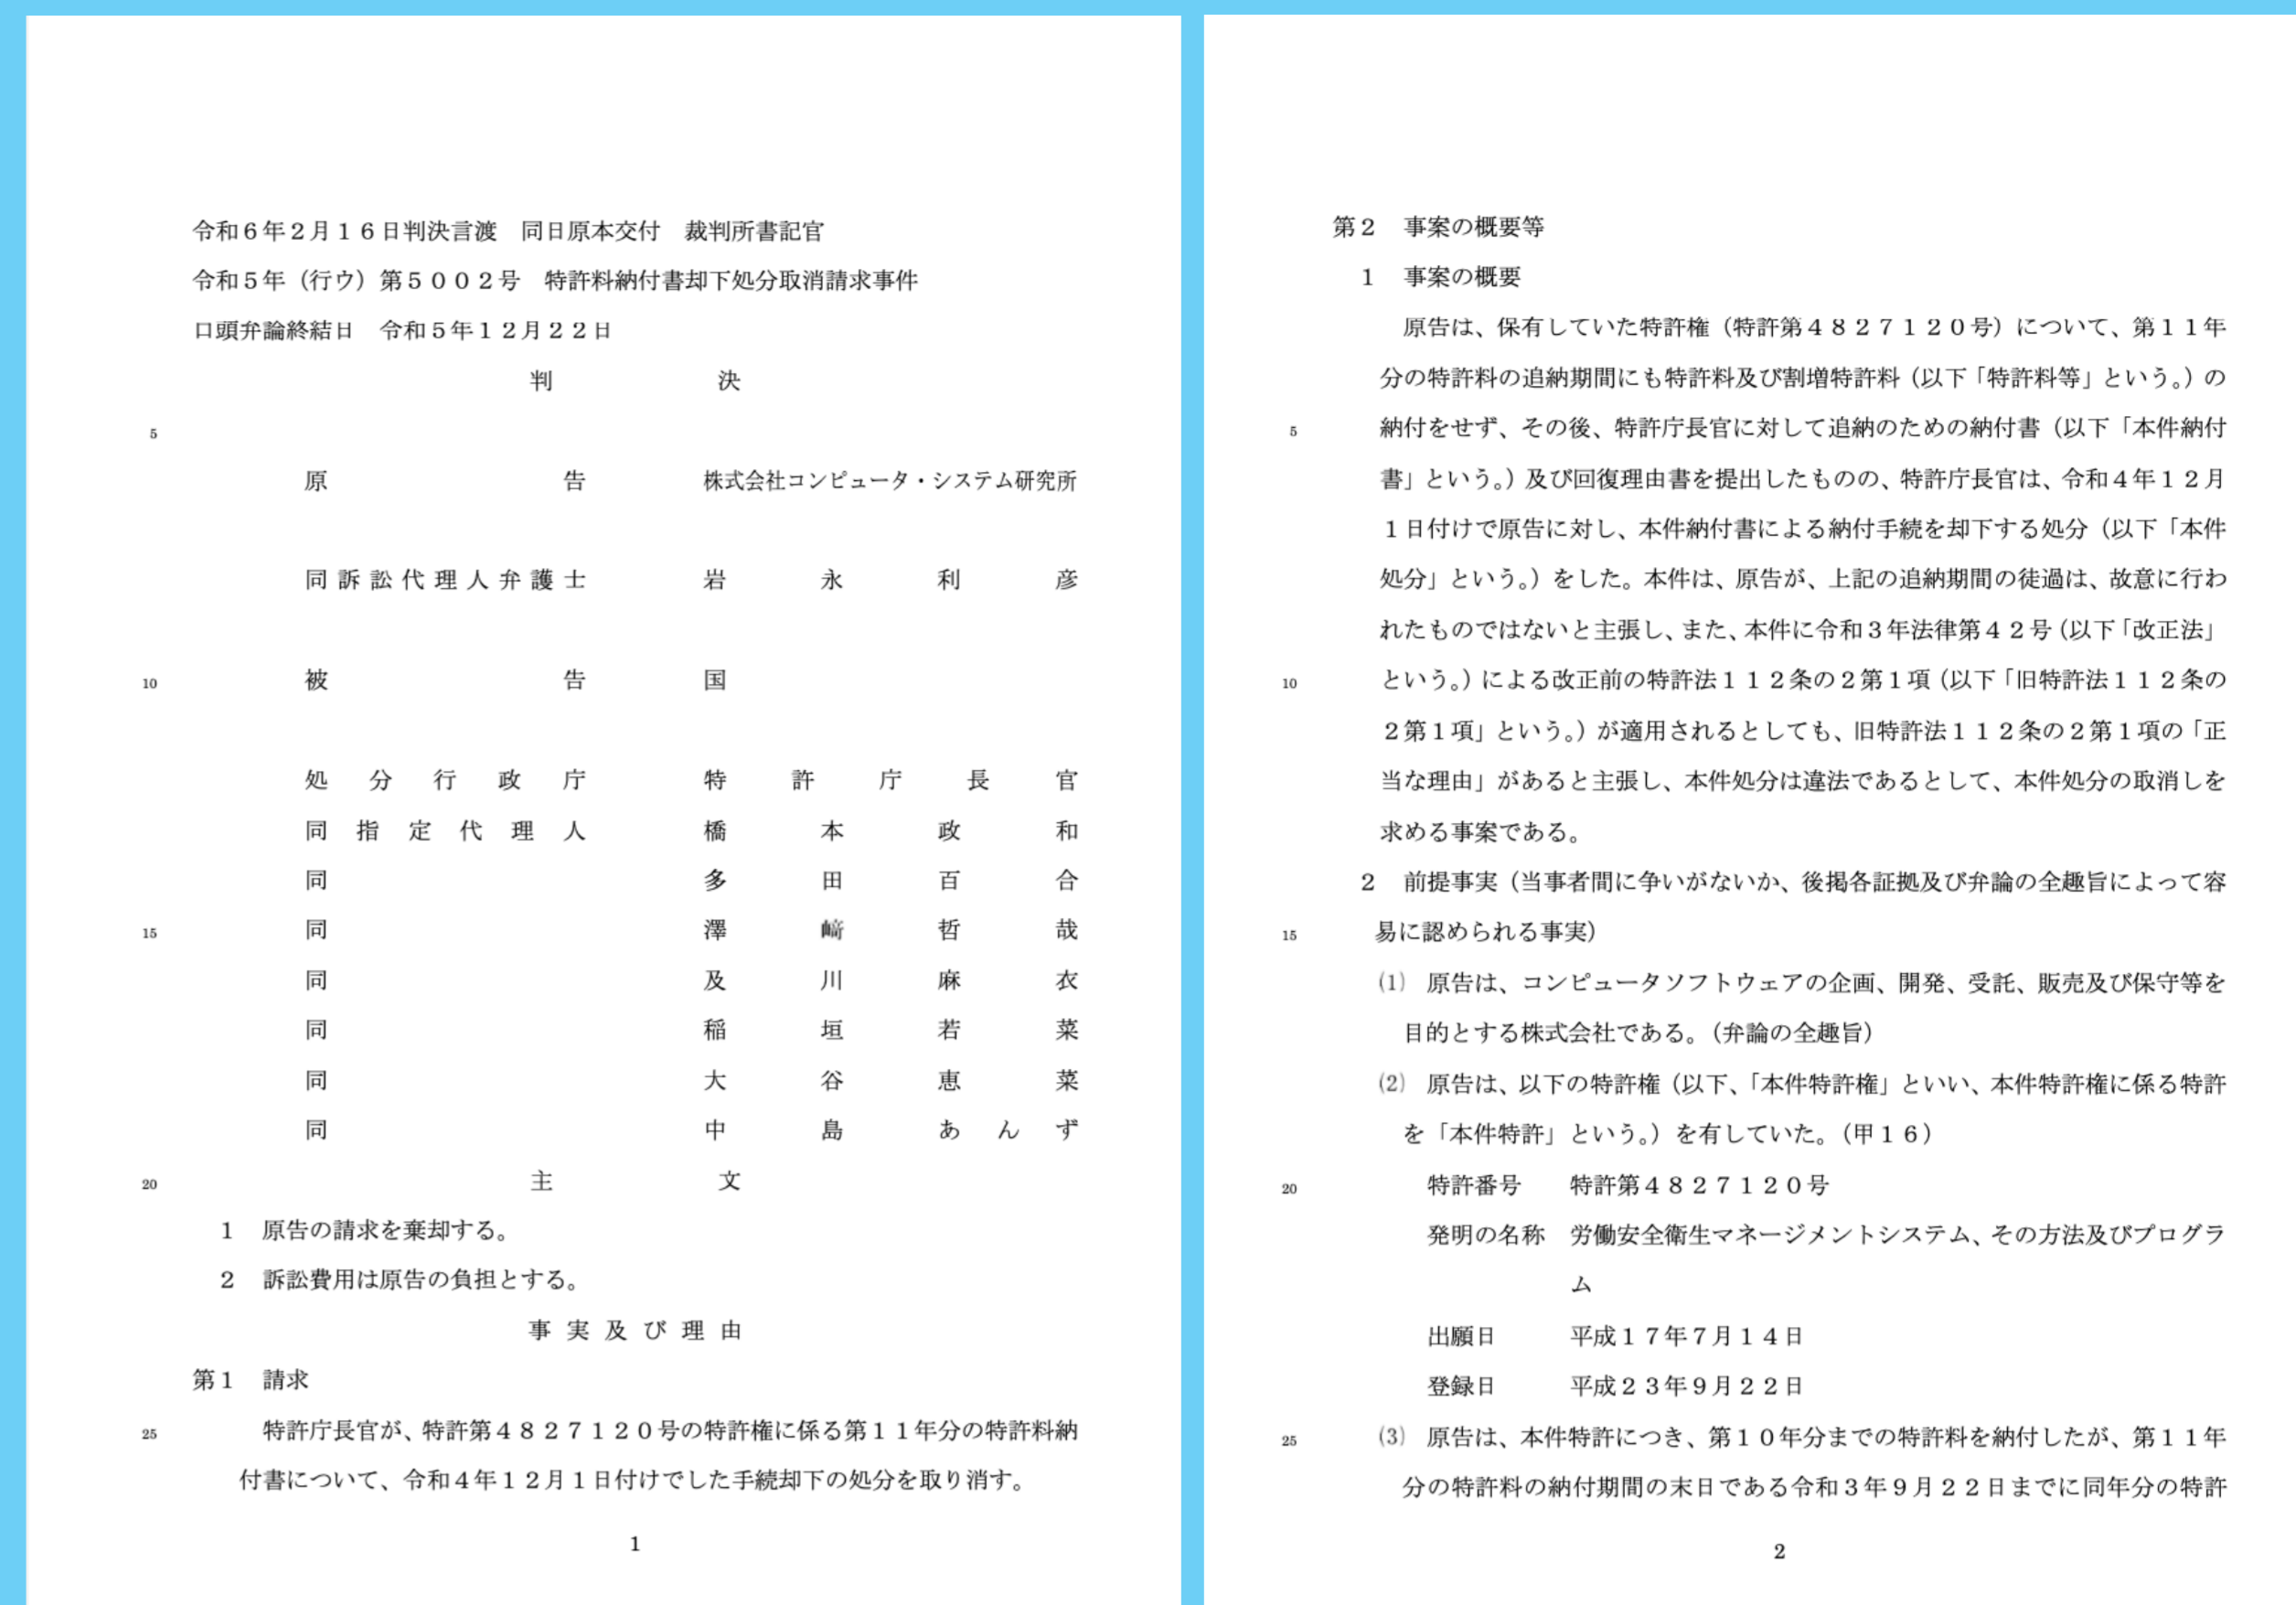 令和６年２月１６日判決言渡　同日原本交付　裁判所書記官
令和５年（行ウ）第５００２号　特許料納付書却下処分取消請求事件
口頭弁論終結日　令和５年１２月２２日
判　　　　決
5
原　　　　告　　　株式会社コンピュータ・システム研究所
同訴訟代理人弁護士　　　岩　永　利　彦
10　被　　　　告　　　国
処　分　行　政　庁　　　特　許　庁　長　官
同　指　定　代　理　人　　　橋　本　政　和
同　　　多　田　百　合
15　同　　　澤　﨑　哲　哉
同　　　及　川　麻　衣
同　　　稲　垣　若　菜
同　　　大　谷　恵　菜
同　　　中　島　あ　ん　ず
20　主　　　　文
１　原告の請求を棄却する。
２　訴訟費用は原告の負担とする。
事　実　及　び　理　由
第１　請求
25　特許庁長官が、特許第４８２７１２０号の特許権に係る第１１年分の特許料納
付書について、令和４年１２月１日付けでした手続却下の処分を取り消す。
1
第２　事案の概要等
１　事案の概要
原告は、保有していた特許権（特許第４８２７１２０号）について、第１１年
分の特許料の追納期間にも特許料及び割増特許料（以下「特許料等」という。）の
5　納付をせず、その後、特許庁長官に対して追納のための納付書（以下「本件納付
書」という。）及び回復理由書を提出したものの、特許庁長官は、令和４年１２月
１日付けで原告に対し、本件納付書による納付手続を却下する処分（以下「本件
処分」という。）をした。本件は、原告が、上記の追納期間の徒過は、故意に行わ
れたものではないと主張し、また、本件に令和３年法律第４２号（以下「改正法」
10　という。）による改正前の特許法１１２条の２第１項（以下「旧特許法１１２条の
２第１項」という。）が適用されるとしても、旧特許法１１２条の２第１項の「正
当な理由」があると主張し、本件処分は違法であるとして、本件処分の取消しを
求める事案である。
２　前提事実（当事者間に争いがないか、後掲各証拠及び弁論の全趣旨によって容
15　易に認められる事実）
⑴　原告は、コンピュータソフトウェアの企画、開発、受託、販売及び保守等を
目的とする株式会社である。（弁論の全趣旨）
⑵　原告は、以下の特許権（以下、「本件特許権」といい、本件特許権に係る特許
を「本件特許」という。）を有していた。（甲１６）
20　特許番号　　特許第４８２７１２０号
発明の名称　労働安全衛生マネージメントシステム、その方法及びプログラ
ム
出願日　　　平成１７年７月１４日
登録日　　　平成２３年９月２２日
25　⑶　原告は、本件特許につき、第１０年分までの特許料を納付したが、第１１年
分の特許料の納付期間の末日である令和３年９月２２日までに同年分の特許
2